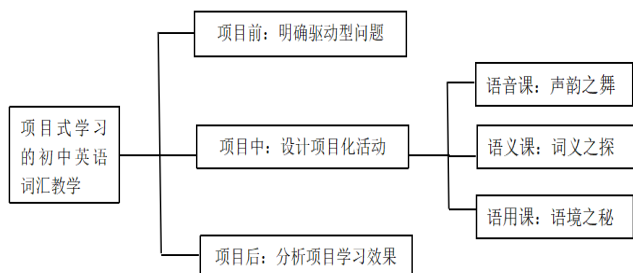 项目前：明确驱动型问题
语音课：声韵之舞
项目式学习
的初中英语
词汇教学
项目中：设计项目化活动
语义课：词义之探
语用课：语境之秘
项目后：分析项目学习效果